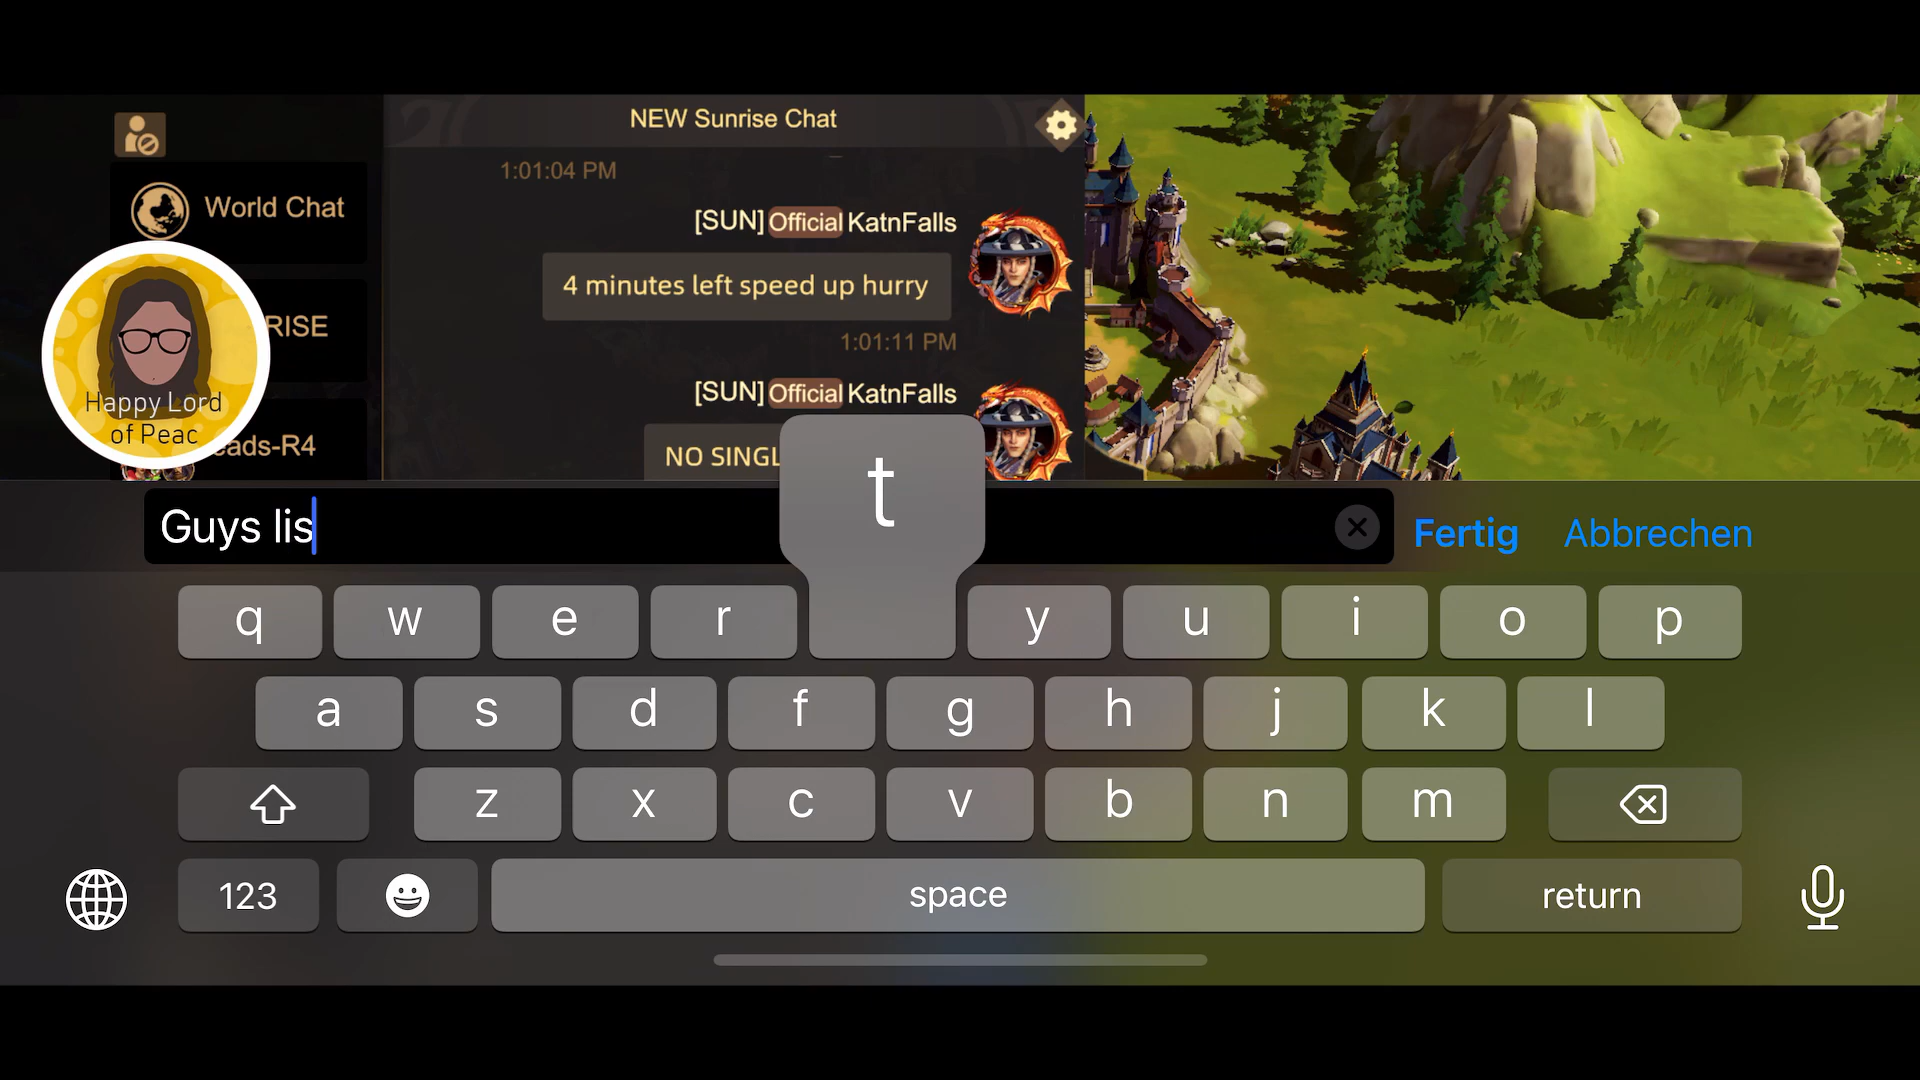 NEW Sunrise Chat
1:01:04 PM
World Chat
[SUN] Official KatnFalls
4 minutes left speed up hurry
1:01:11 PM
RISE
[SUN] Official KatnFalls
Happy Lord
of Peac
eads-R4
NO SINGL
t
Guys lis
Fertig
Abbrechen
q w e r y u i o p
a s d f g h j k l
z x c v b n m
123
space
return